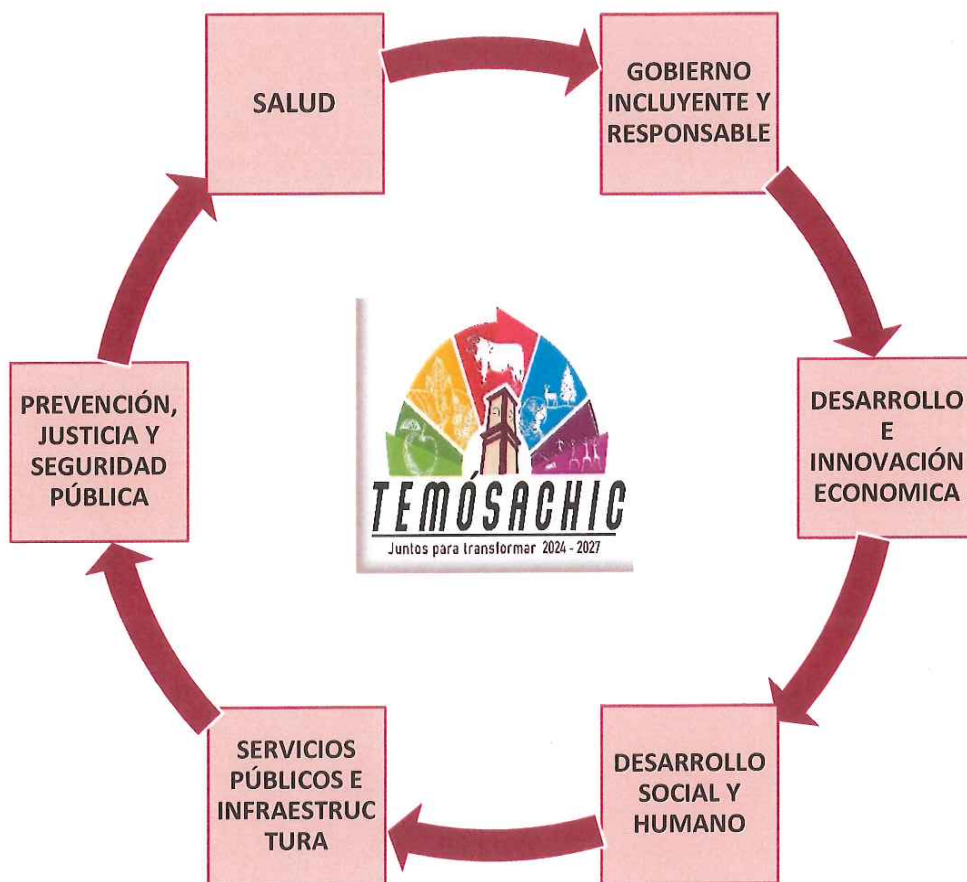 SALUD
GOBIERNO
INCLUYENTE Y
RESPONSABLE
DESARROLLO
E
INNOVACIÓN
ECONOMICA
DESARROLLO
SOCIAL Y
HUMANO
SERVICIOS
PÚBLICOS E
INFRAESTRUC
TURA
PREVENCIÓN,
JUSTICIA Y
SEGURIDAD
PÚBLICA
TEMÓSACHIC
Juntos para transformar 2024 - 2027